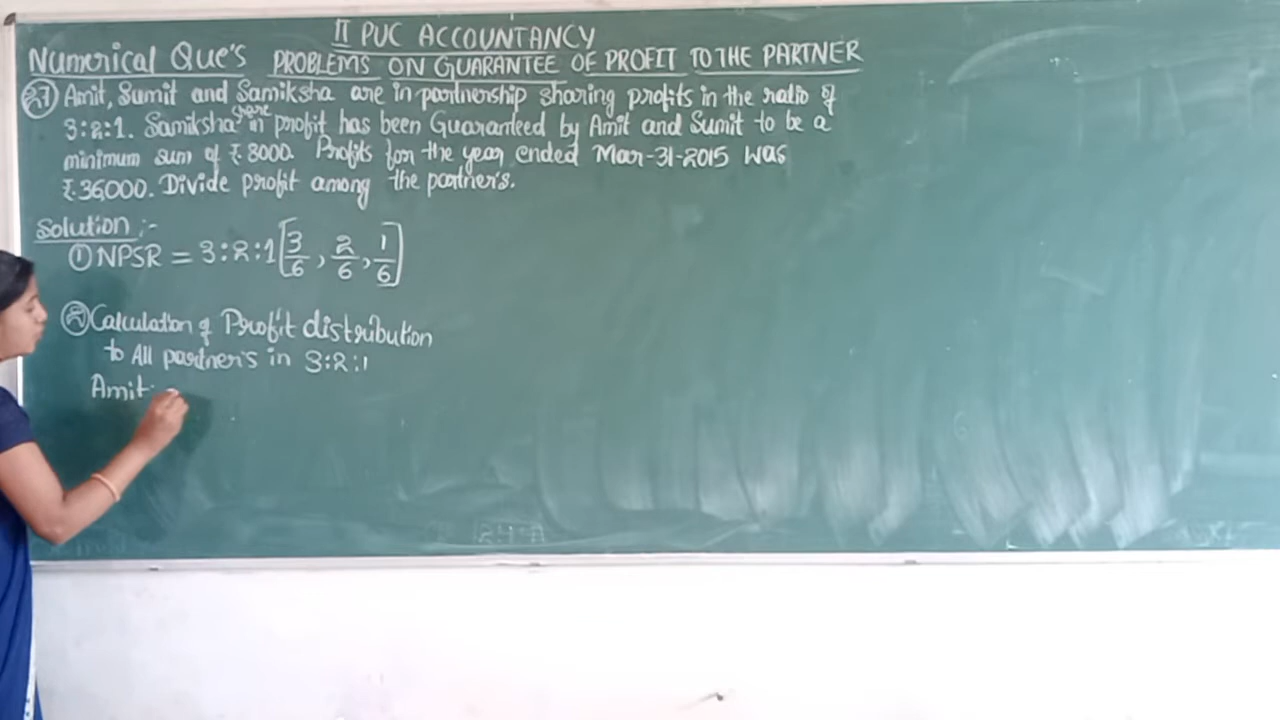 II PUC ACCOUNTANCY
Numerical Que's PROBLEMS ON GUARANTEE OF PROFIT TO THE PARTNER
27 Amit, Sumit and Samiksha are in partnership sharing profits in the ratio of
3:2:1. Samiksha share in profit has been Guaranteed by Amit and Sumit to be a
minimum sum of ₹.8000. Profits for the year ended Mar-31-2015 was
₹.36,000. Divide profit among the partner's.
Solution :-
① NPSR = 3:2:1 [3/6, 2/6, 1/6]
② Calculation of Profit distribution
to All partner's in 3:2:1
Amit: